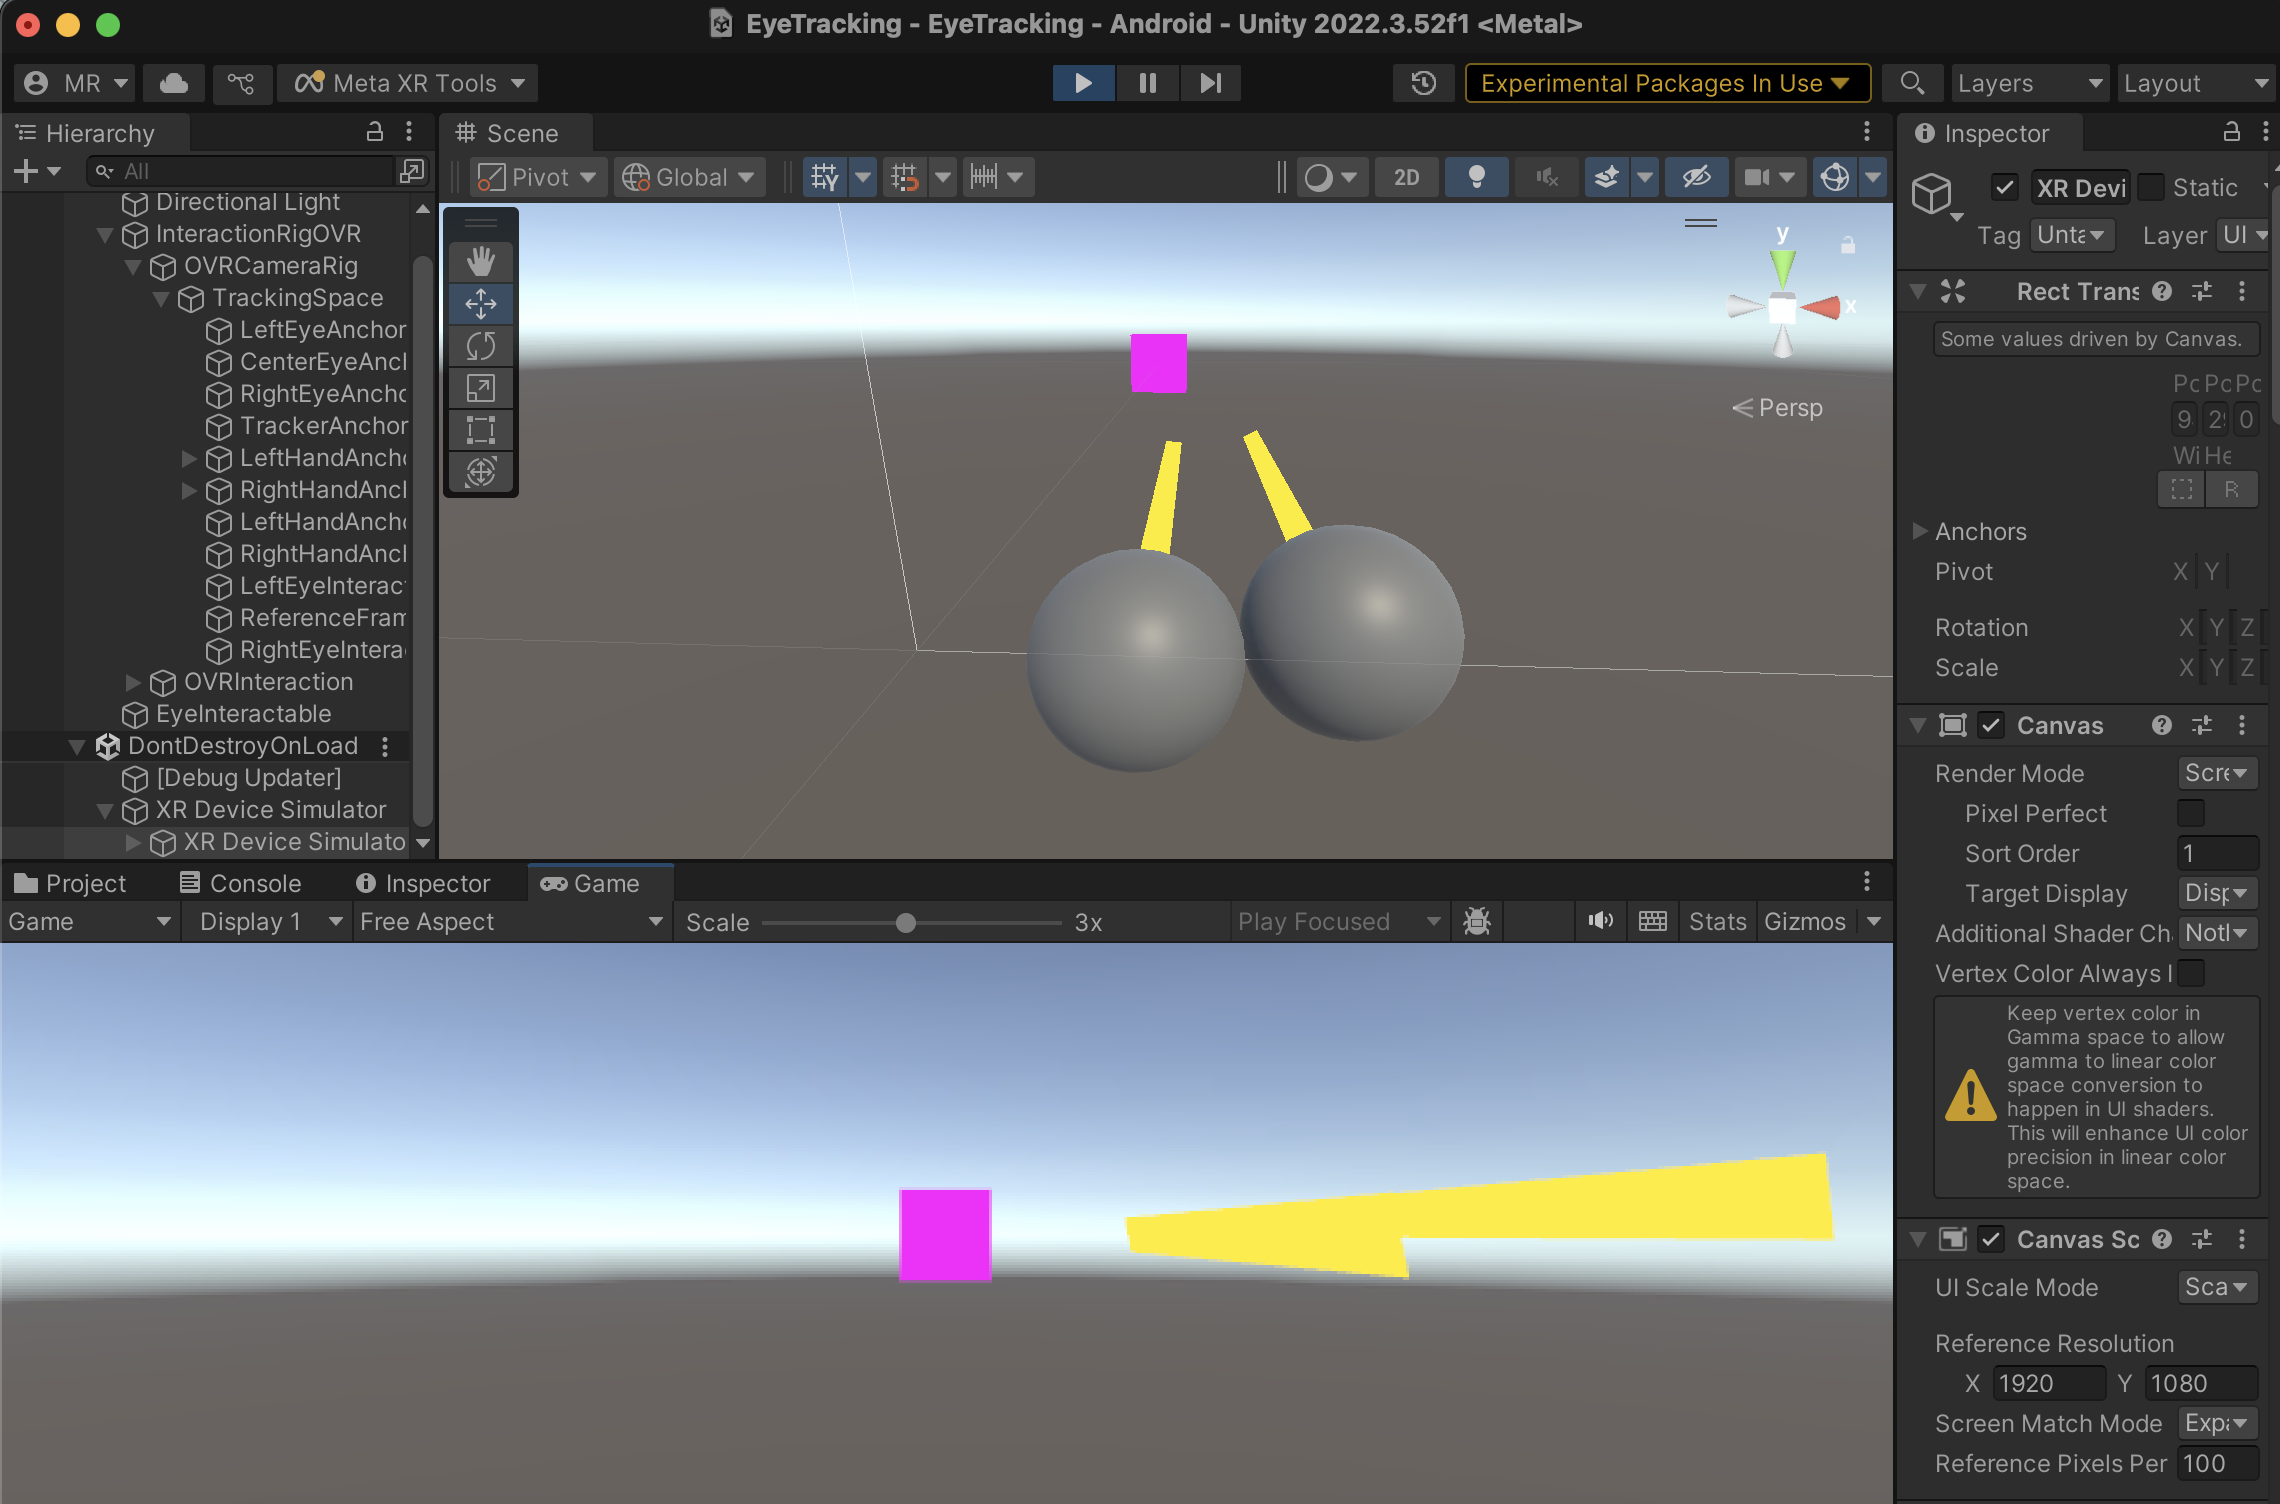 EyeTracking - EyeTracking - Android - Unity 2022.3.52f1 <Metal>
MR
Meta XR Tools
Experimental Packages In Use
Layers
Layout
Hierarchy
All
Directional Light
InteractionRigOVR
OVRCameraRig
TrackingSpace
LeftEyeAnchor
CenterEyeAncl
RightEyeAncho
TrackerAnchor
LeftHandAncho
RightHandAncl
LeftHandAncho
RightHandAncl
LeftEyeInterac
ReferenceFram
RightEyeIntera
OVRInteraction
EyeInteractable
DontDestroyOnLoad
[Debug Updater]
XR Device Simulator
XR Device Simulato
Scene
Pivot
Global
2D
y
x
Persp
Project
Console
Inspector
Game
Game
Display 1
Free Aspect
Scale
3x
Play Focused
Stats
Gizmos
Inspector
XR Devi
Static
Tag
Unta
Layer
UI
Rect Trans
Some values driven by Canvas.
Pc Pc Pc
9 2 0
Wi He
R
Anchors
Pivot X Y
Rotation X Y Z
Scale X Y Z
Canvas
Render Mode
Scre
Pixel Perfect
Sort Order
1
Target Display
Disp
Additional Shader Ch
Notl
Vertex Color Always I
Keep vertex color in
Gamma space to allow
gamma to linear color
space conversion to
happen in UI shaders.
This will enhance UI color
precision in linear color
space.
Canvas Sc
UI Scale Mode
Sca
Reference Resolution
X 1920 Y 1080
Screen Match Mode
Expa
Reference Pixels Per
100